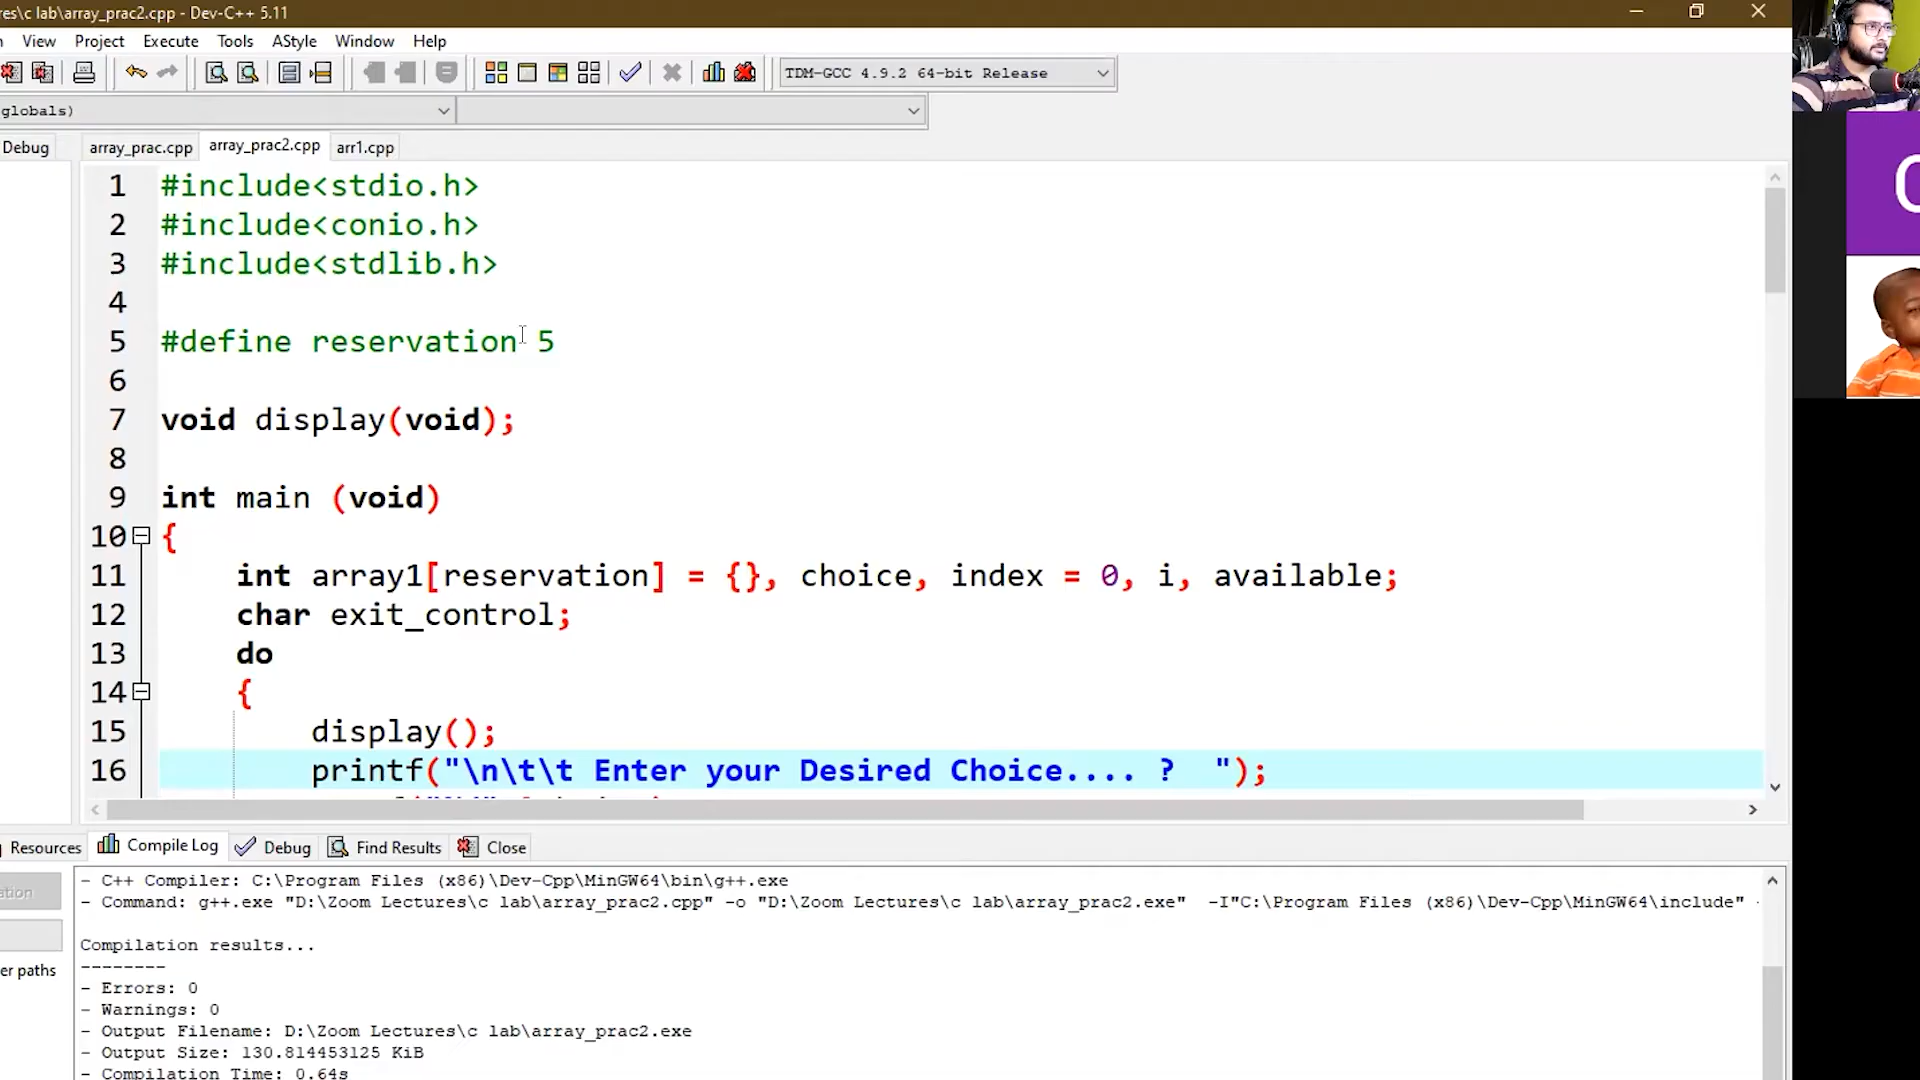 res\c lab\array_prac2.cpp - Dev-C++ 5.11
View Project Execute Tools AStyle Window Help
TDM-GCC 4.9.2 64-bit Release
globals)
Debug array_prac.cpp array_prac2.cpp arr1.cpp
1 #include<stdio.h>
2 #include<conio.h>
3 #include<stdlib.h>
4
5 #define reservation 5
6
7 void display(void);
8
9 int main (void)
10 {
11 int array1[reservation] = {}, choice, index = 0, i, available;
12 char exit_control;
13 do
14 {
15 display();
16 printf("\n\t\t Enter your Desired Choice.... ?  ");
Resources Compile Log Debug Find Results Close
- C++ Compiler: C:\Program Files (x86)\Dev-Cpp\MinGW64\bin\g++.exe
- Command: g++.exe "D:\Zoom Lectures\c lab\array_prac2.cpp" -o "D:\Zoom Lectures\c lab\array_prac2.exe"  -I"C:\Program Files (x86)\Dev-Cpp\MinGW64\include" -
Compilation results...
--------
- Errors: 0
- Warnings: 0
- Output Filename: D:\Zoom Lectures\c lab\array_prac2.exe
- Output Size: 130.814453125 KiB
- Compilation Time: 0.64s
ation
er paths